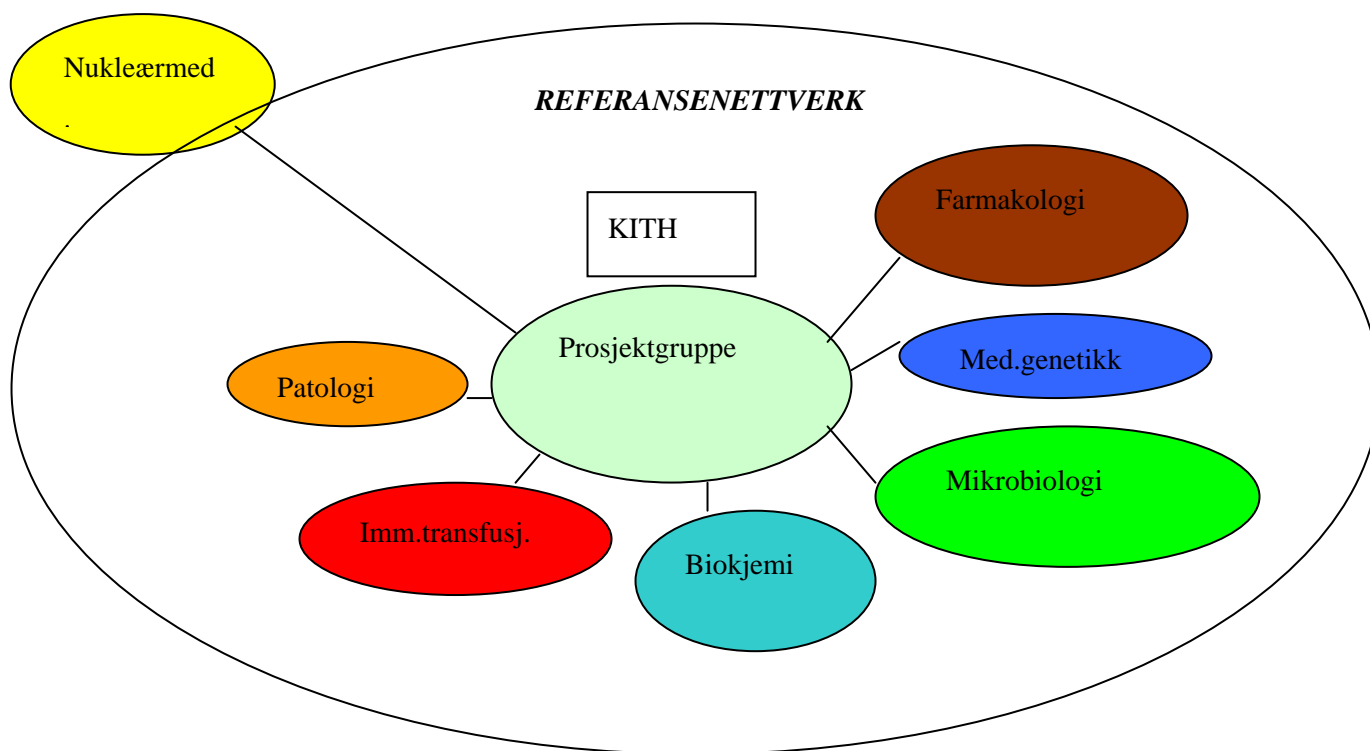 Nukleærmed
.
REFERANSENETTVERK
Farmakologi
KITH
Prosjektgruppe
Med.genetikk
Patologi
Mikrobiologi
Imm.transfusj.
Biokjemi